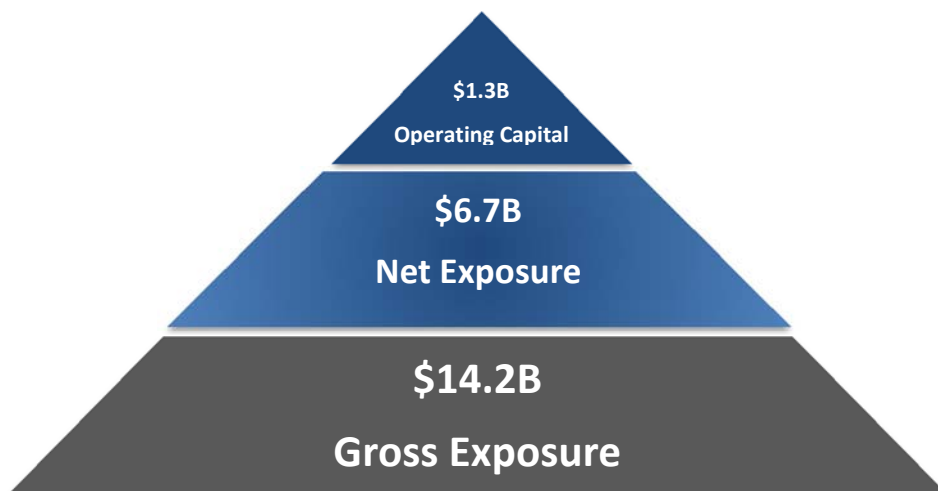 $1.3B
Operating Capital
$6.7B
Net Exposure
$14.2B
Gross Exposure